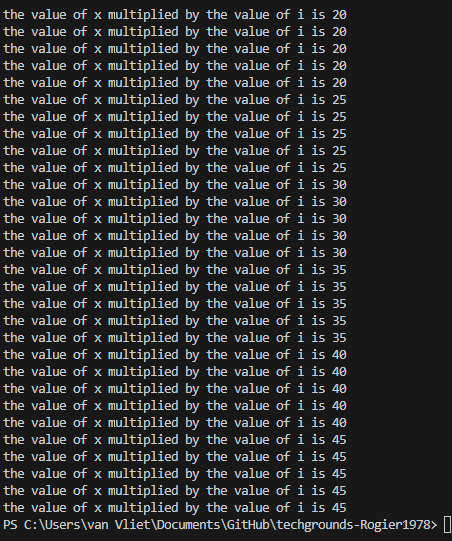 the value of x multiplied by the value of i is 20
the value of x multiplied by the value of i is 20
the value of x multiplied by the value of i is 20
the value of x multiplied by the value of i is 20
the value of x multiplied by the value of i is 20
the value of x multiplied by the value of i is 25
the value of x multiplied by the value of i is 25
the value of x multiplied by the value of i is 25
the value of x multiplied by the value of i is 25
the value of x multiplied by the value of i is 25
the value of x multiplied by the value of i is 30
the value of x multiplied by the value of i is 30
the value of x multiplied by the value of i is 30
the value of x multiplied by the value of i is 30
the value of x multiplied by the value of i is 30
the value of x multiplied by the value of i is 35
the value of x multiplied by the value of i is 35
the value of x multiplied by the value of i is 35
the value of x multiplied by the value of i is 35
the value of x multiplied by the value of i is 35
the value of x multiplied by the value of i is 40
the value of x multiplied by the value of i is 40
the value of x multiplied by the value of i is 40
the value of x multiplied by the value of i is 40
the value of x multiplied by the value of i is 40
the value of x multiplied by the value of i is 45
the value of x multiplied by the value of i is 45
the value of x multiplied by the value of i is 45
the value of x multiplied by the value of i is 45
the value of x multiplied by the value of i is 45
PS C:\Users\van Vliet\Documents\GitHub\techgrounds-Rogier1978>